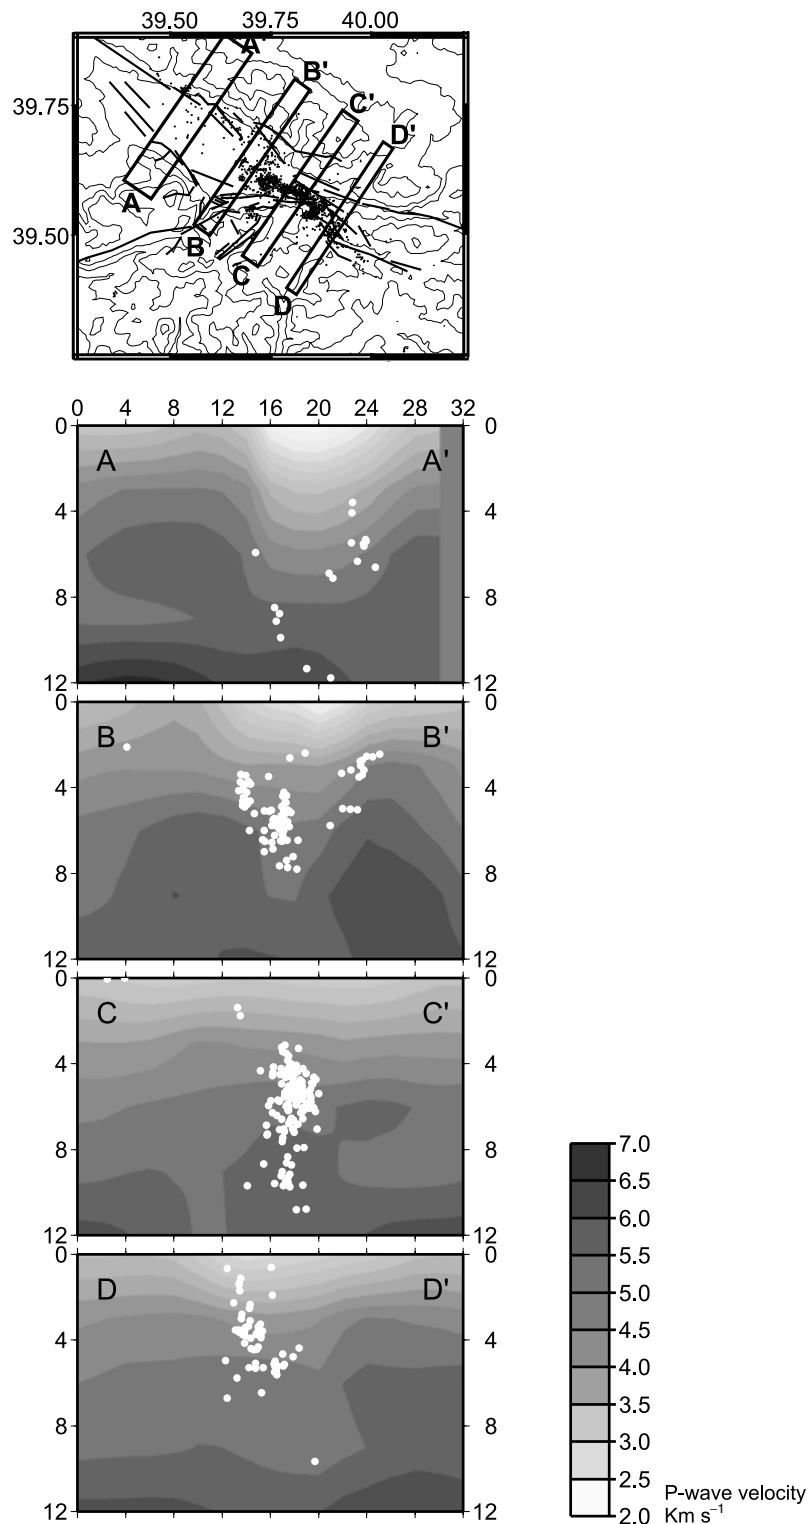 39.50 39.75 40.00
A'
B'
39.75
C'
D'
A
39.50
B
C
D
0 4 8 12 16 20 24 28 32
0 0
A A'
4 4
8 8
12 12
0 0
B B'
4 4
8 8
12 12
0 0
C C'
4 4
8 8
12 12
0 0
D D'
4 4
8 8
12 12
7.0
6.5
6.0
5.5
5.0
4.5
4.0
3.5
3.0
2.5
2.0
P-wave velocity
Km s⁻¹